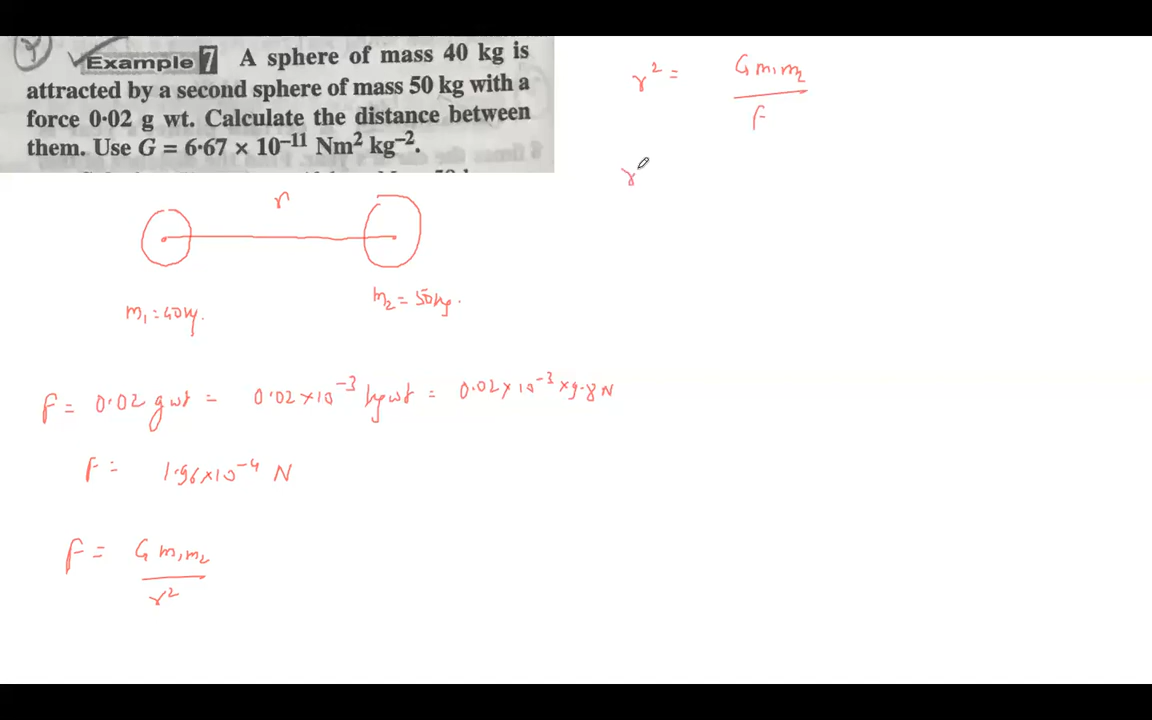 Example 7 A sphere of mass 40 kg is
attracted by a second sphere of mass 50 kg with a
force 0·02 g wt. Calculate the distance between
them. Use G = 6·67 × 10⁻¹¹ Nm² kg⁻².
r
m₁ = 40kg.
m₂ = 50kg.
F = 0.02 gwt = 0.02×10⁻³ kgwt = 0.02×10⁻³ ×9.8 N
F = 1.96×10⁻⁴ N
F = G m₁m₂
r²
r² = G m₁m₂
F
r